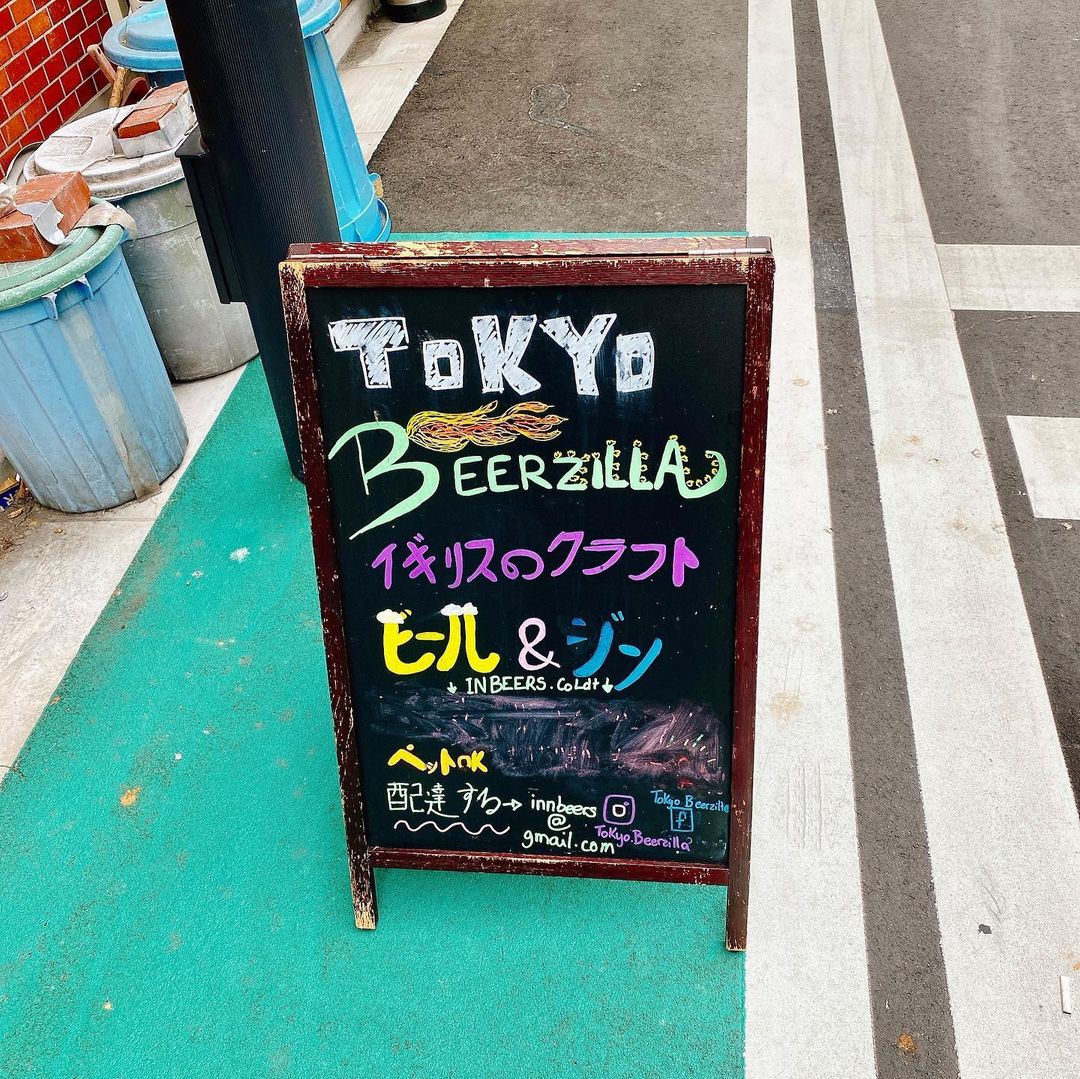 TOKYO
BEERZILLA
イギリスのクラフト
ビール & ジン
↓ INBEERS.CoLdt↓
ペットOK
配達する→ innbeers
@
gmail.com
Tokyo.Beerzilla
Tokyo Beerzilla
f